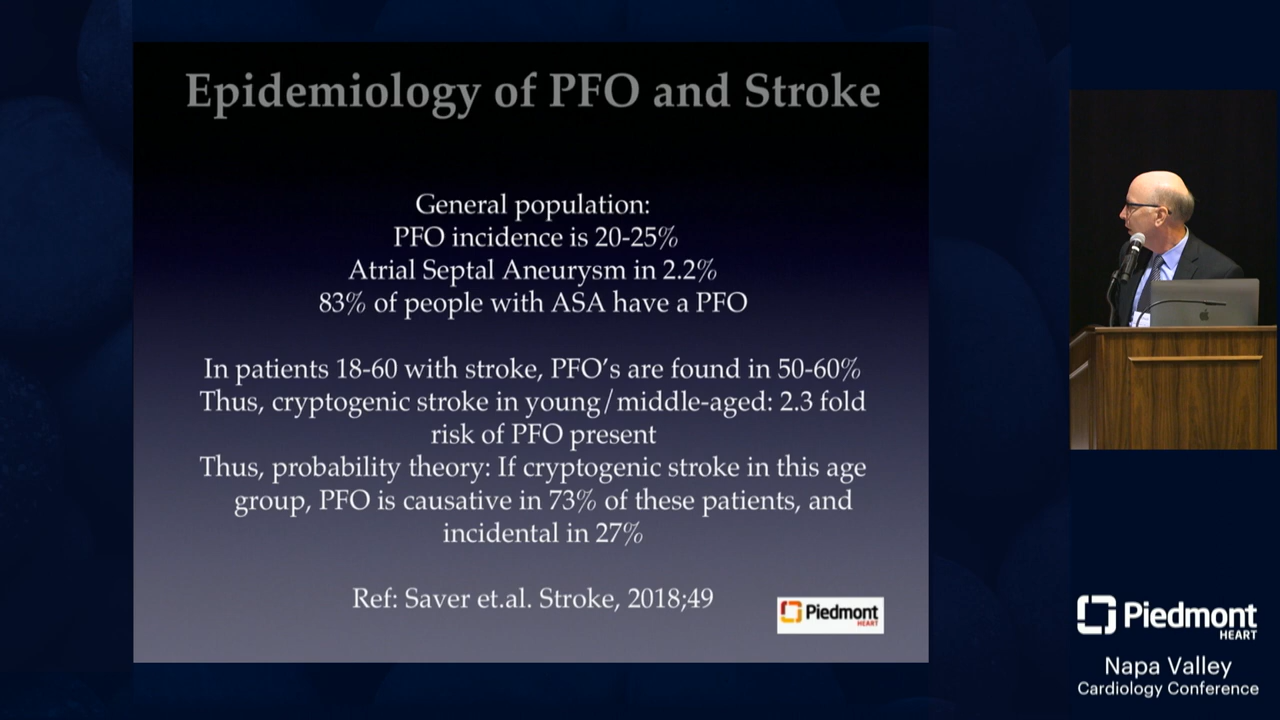 Epidemiology of PFO and Stroke
General population:
PFO incidence is 20-25%
Atrial Septal Aneurysm in 2.2%
83% of people with ASA have a PFO
In patients 18-60 with stroke, PFO's are found in 50-60%
Thus, cryptogenic stroke in young/middle-aged: 2.3 fold
risk of PFO present
Thus, probability theory: If cryptogenic stroke in this age
group, PFO is causative in 73% of these patients, and
incidental in 27%
Ref: Saver et.al. Stroke, 2018;49
Piedmont
HEART
Piedmont
HEART
Napa Valley
Cardiology Conference